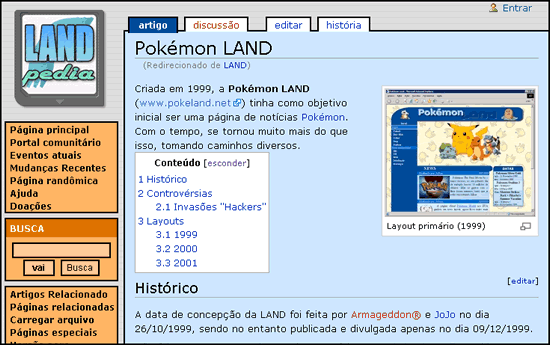 LAND
pedia
Entrar
artigo
discussão
editar
história
Pokémon LAND
(Redirecionado de LAND)
Criada em 1999, a Pokémon LAND
(www.pokeland.net) tinha como objetivo
inicial ser uma página de notícias Pokémon.
Com o tempo, se tornou muito mais do que
isso, tomando caminhos diversos.
Pokémon
NEWS
Layout primário (1999)
Conteúdo [esconder]
1 Histórico
2 Controvérsias
2.1 Invasões "Hackers"
3 Layouts
3.1 1999
3.2 2000
3.3 2001
[editar]
Histórico
A data de concepção da LAND foi feita por Armageddon® e JoJo no dia
26/10/1999, sendo no entanto publicada e divulgada apenas no dia 09/12/1999.
Página principal
Portal comunitário
Eventos atuais
Mudanças Recentes
Página randômica
Ajuda
Doações
BUSCA
vai
Busca
Artigos Relacionado
Páginas relacionadas
Carregar arquivo
Páginas especiais